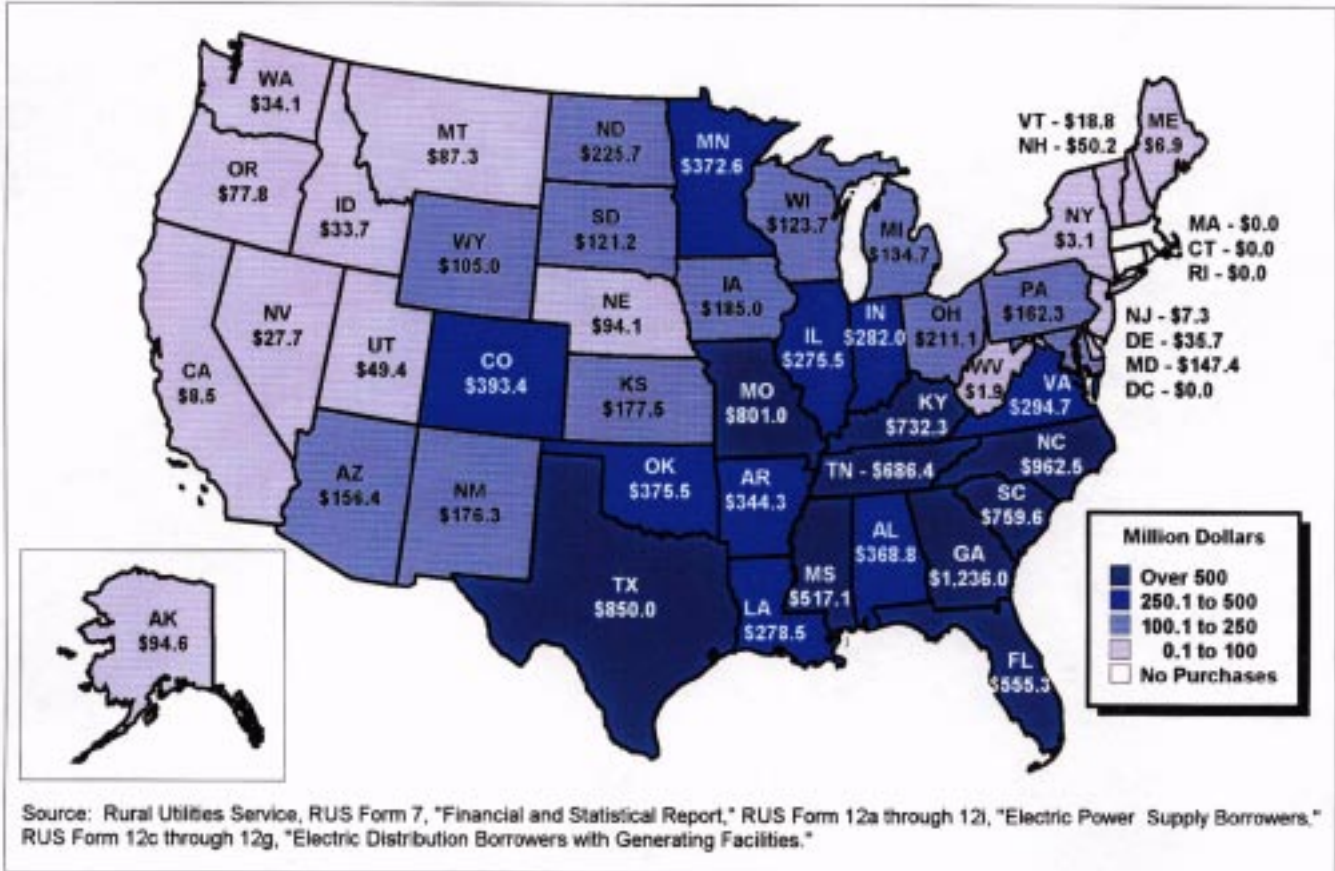 WA
$34.1
MT
$87.3
ND
$225.7
MN
$372.6
VT - $18.8
NH - $50.2
ME
$6.9
OR
$77.8
ID
$33.7
WY
$105.0
SD
$121.2
WI
$123.7
MI
$134.7
NY
$3.1
MA - $0.0
CT - $0.0
RI - $0.0
NV
$27.7
UT
$49.4
CO
$393.4
NE
$94.1
IA
$185.0
IL
$275.5
IN
$282.0
OH
$211.1
PA
$162.3
NJ - $7.3
DE - $35.7
MD - $147.4
DC - $0.0
CA
$8.5
KS
$177.5
MO
$801.0
KY
$732.3
WV
$1.9
VA
$294.7
AZ
$156.4
NM
$176.3
OK
$375.5
AR
$344.3
TN - $686.4
NC
$962.5
SC
$759.6
TX
$850.0
LA
$278.5
MS
$517.1
AL
$368.8
GA
$1,236.0
FL
$555.3
AK
$94.6
Million Dollars
Over 500
250.1 to 500
100.1 to 250
0.1 to 100
No Purchases
Source: Rural Utilities Service, RUS Form 7, "Financial and Statistical Report," RUS Form 12a through 12i, "Electric Power Supply Borrowers,"
RUS Form 12c through 12g, "Electric Distribution Borrowers with Generating Facilities."